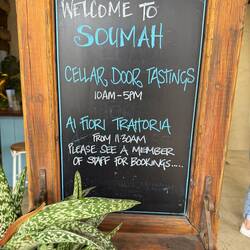 WELCOME TO
SOUMAH
CELLAR DOOR TASTINGS
10AM-5PM
AI FIORI TRATTORIA
FROM 11:30AM
PLEASE SEE A MEMBER
OF STAFF FOR BOOKINGS.....